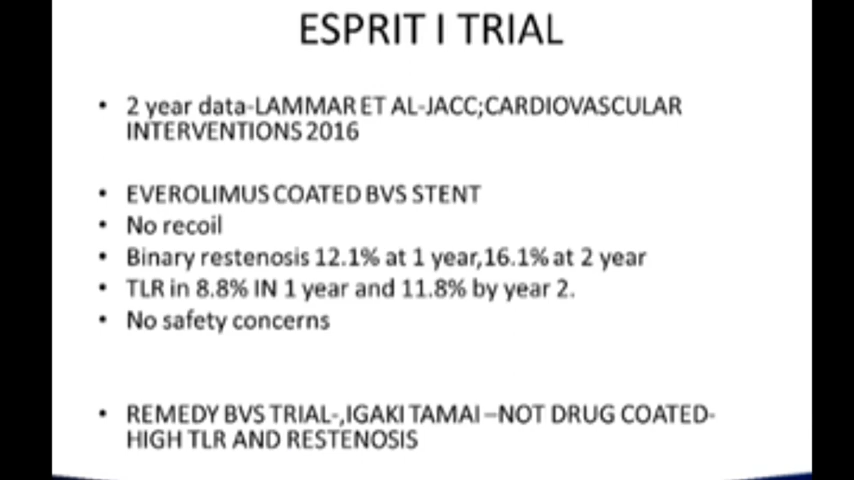 ESPRIT I TRIAL
• 2 year data-LAMMAR ET AL-JACC;CARDIOVASCULAR
INTERVENTIONS 2016
• EVEROLIMUS COATED BVS STENT
• No recoil
• Binary restenosis 12.1% at 1 year,16.1% at 2 year
• TLR in 8.8% IN 1 year and 11.8% by year 2.
• No safety concerns
• REMEDY BVS TRIAL-,IGAKI TAMAI –NOT DRUG COATED-
HIGH TLR AND RESTENOSIS